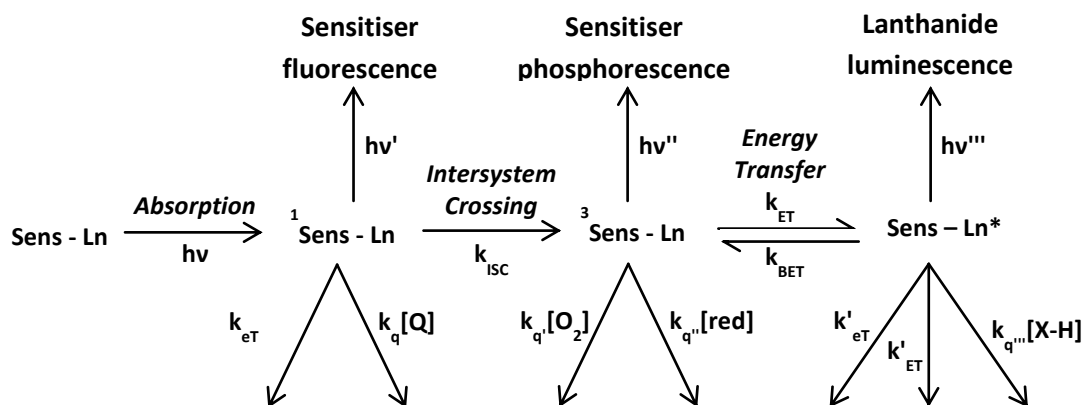 Sensitiser fluorescence
Sensitiser phosphorescence
Lanthanide luminescence
hν'
hν''
hν'''
Absorption
Intersystem Crossing
Energy Transfer
Sens - Ln
hν
¹Sens - Ln
k_ISC
³Sens - Ln
k_ET
k_BET
Sens – Ln*
k_eT
k_q[Q]
k_q'[O₂]
k_q''[red]
k'_eT
k'_ET
k_q'''[X-H]